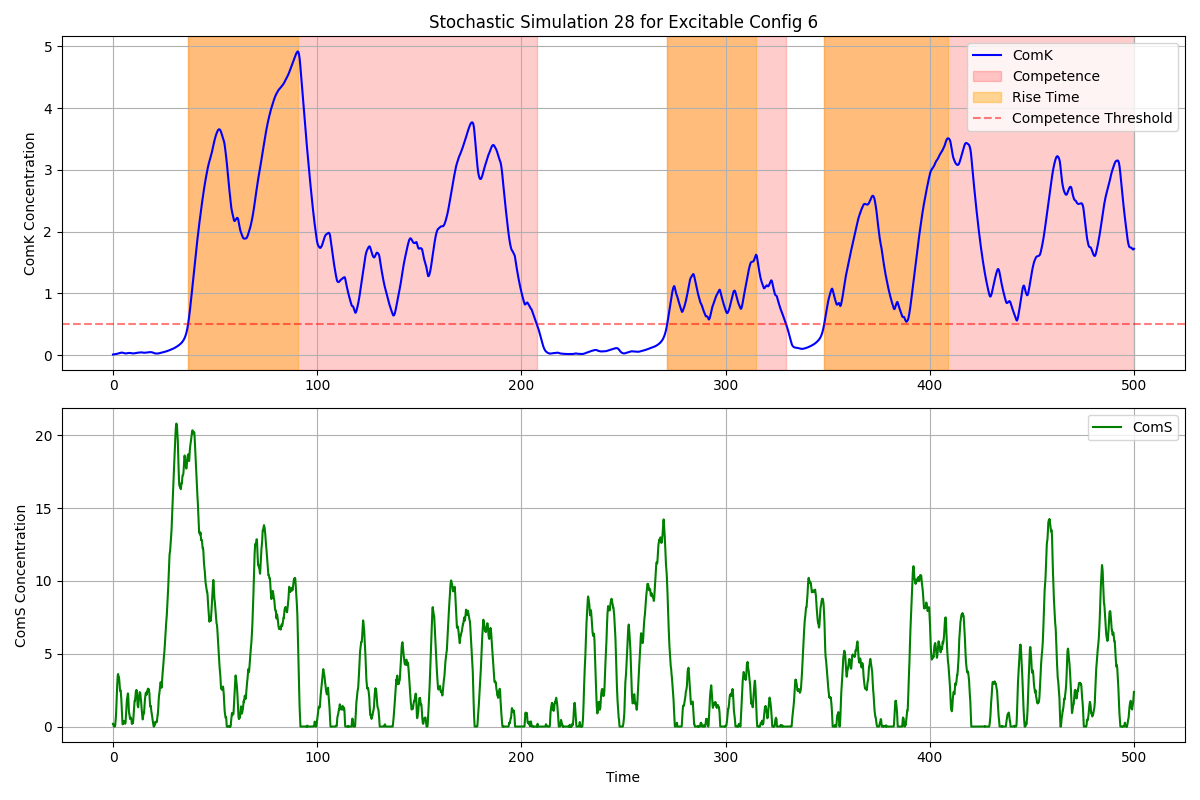 Stochastic Simulation 28 for Excitable Config 6
ComK Concentration
5
4
3
2
1
0
0 100 200 300 400 500
ComK
Competence
Rise Time
Competence Threshold
ComS Concentration
20
15
10
5
0
0 100 200 300 400 500
ComS
Time